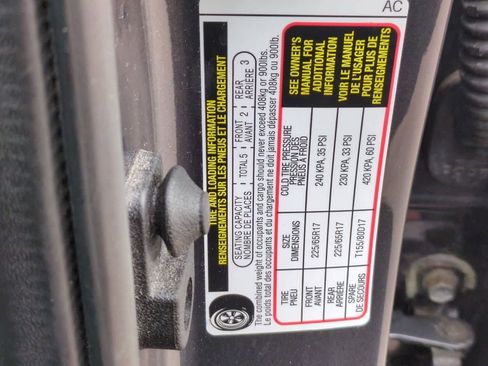 AC
TIRE AND LOADING INFORMATION
RENSEIGNEMENTS SUR LES PNEUS ET LE CHARGEMENT
SEATING CAPACITY TOTAL 5 FRONT 2 REAR 3
NOMBRE DE PLACES AVANT ARRIÈRE
The combined weight of occupants and cargo should never exceed 408kg or 900lbs.
Le poids total des occupants et du chargement ne doit jamais dépasser 408kg ou 900lb.
TIRE SIZE COLD TIRE PRESSURE
PNEU DIMENSIONS PRESSION DES PNEUS À FROID
FRONT 225/65R17 240 KPA, 35 PSI
AVANT
REAR 225/65R17 230 KPA, 33 PSI
ARRIÈRE
SPARE T155/80D17 420 KPA, 60 PSI
DE SECOURS
SEE OWNER'S
MANUAL FOR
ADDITIONAL
INFORMATION
VOIR LE MANUEL
DE L'USAGER
POUR PLUS DE
RENSEIGNEMENTS